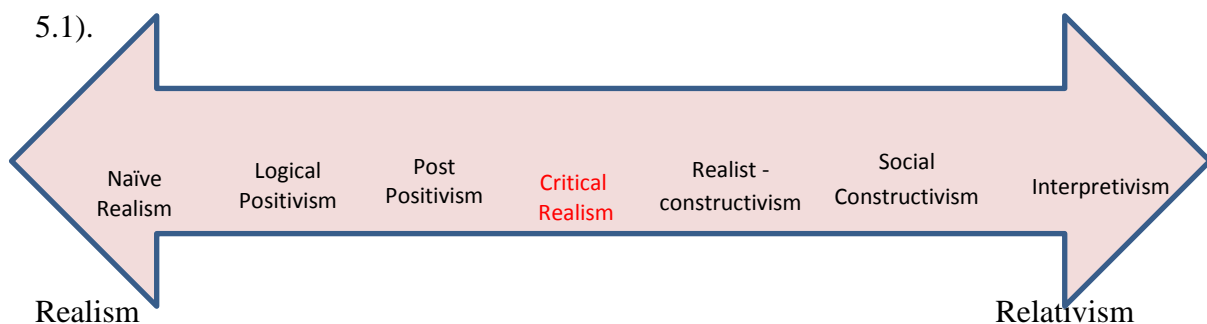 5.1).
Naïve
Realism
Logical
Positivism
Post
Positivism
Critical
Realism
Realist -
constructivism
Social
Constructivism
Interpretivism
Realism
Relativism